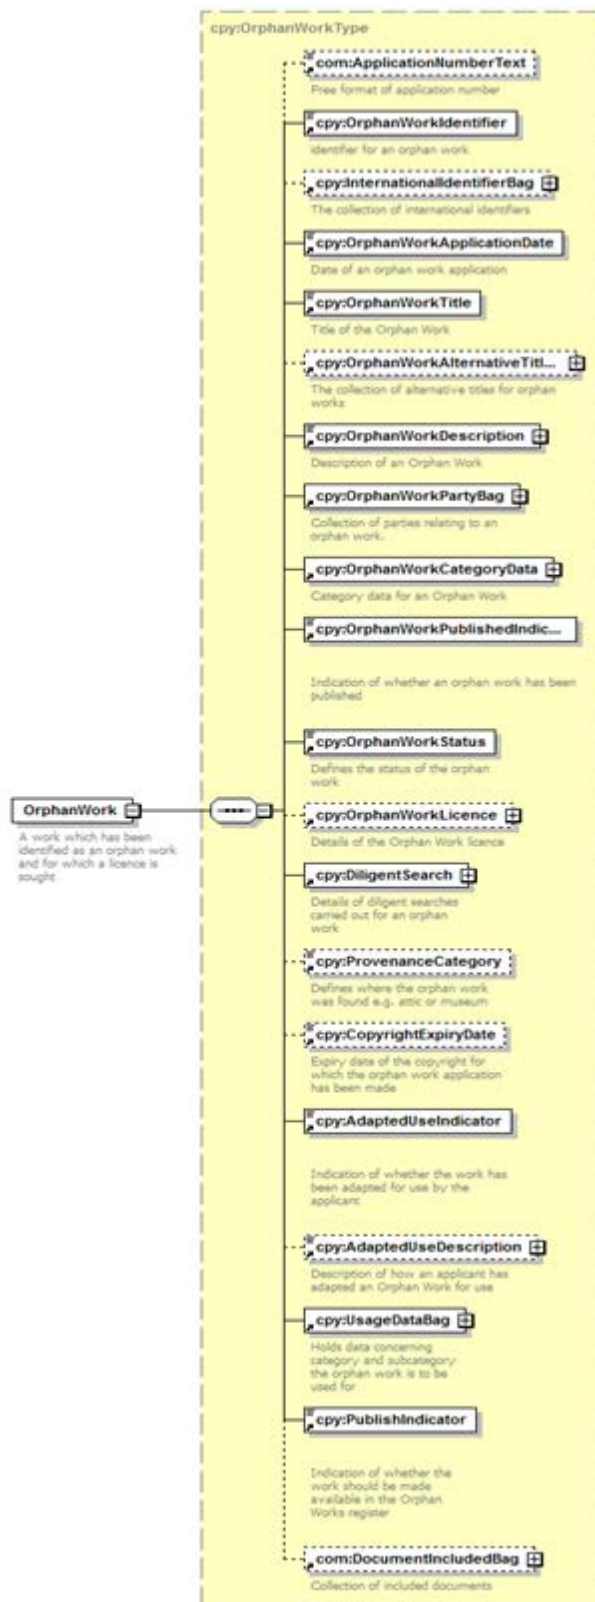 cpy:OrphanWorkType
com:ApplicationNumberText
Free format of application number
cpy:OrphanWorkIdentifier
identifier for an orphan work
cpy:InternationalIdentifierBag
The collection of international identifiers
cpy:OrphanWorkApplicationDate
Date of an orphan work application
cpy:OrphanWorkTitle
Title of the Orphan Work
cpy:OrphanWorkAlternativeTitl...
The collection of alternative titles for orphan
works
cpy:OrphanWorkDescription
Description of an Orphan Work
cpy:OrphanWorkPartyBag
Collection of parties relating to an
orphan work.
cpy:OrphanWorkCategoryData
Category data for an Orphan Work
cpy:OrphanWorkPublishedIndic...
Indication of whether an orphan work has been
published
cpy:OrphanWorkStatus
Defines the status of the orphan
work
OrphanWork
A work which has been
identified as an orphan work
and for which a licence is
sought
cpy:OrphanWorkLicence
Details of the Orphan Work licence
cpy:DiligentSearch
Details of diligent searches
carried out for an orphan
work
cpy:ProvenanceCategory
Defines where the orphan work
was found e.g. attic or museum
cpy:CopyrightExpiryDate
Expiry date of the copyright for
which the orphan work application
has been made
cpy:AdaptedUseIndicator
Indication of whether the work has
been adapted for use by the
applicant
cpy:AdaptedUseDescription
Description of how an applicant has
adapted an Orphan Work for use
cpy:UsageDataBag
Holds data concerning
category and subcategory
the orphan work is to be
used for
cpy:PublishIndicator
Indication of whether the
work should be made
available in the Orphan
Works register
com:DocumentIncludedBag
Collection of included documents